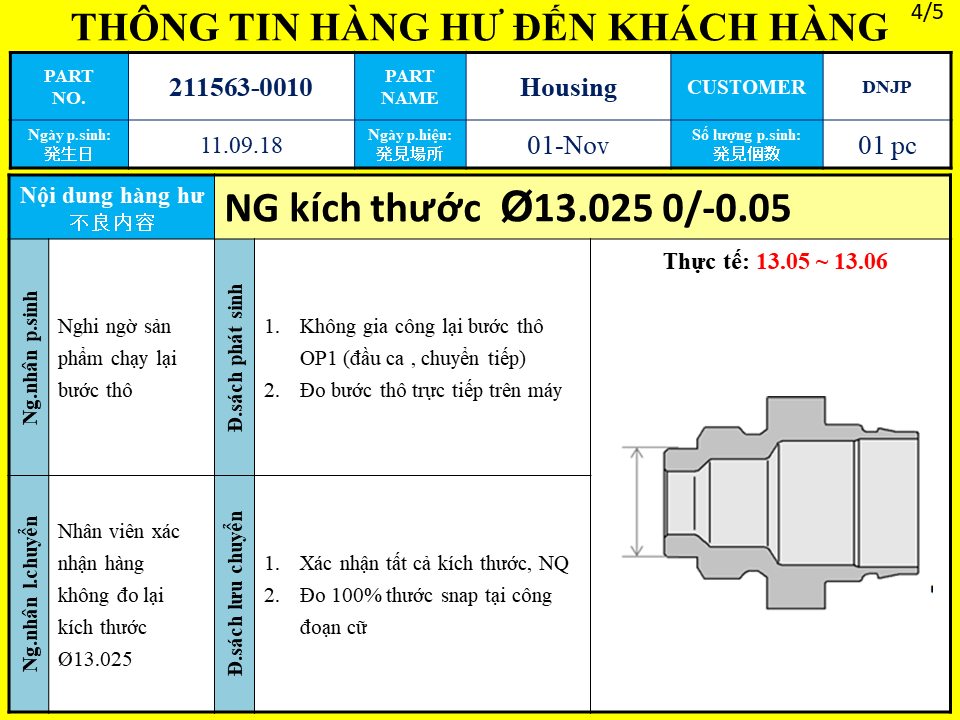 4/5
THÔNG TIN HÀNG HƯ ĐẾN KHÁCH HÀNG
PART NO.
211563-0010
PART NAME
Housing
CUSTOMER
DNJP
Ngày p.sinh:
発生日
11.09.18
Ngày p.hiện:
発見場所
01-Nov
Số lượng p.sinh:
発見個数
01 pc
Nội dung hàng hư
不良内容
NG kích thước Ø13.025 0/-0.05
Ng.nhân p.sinh
Nghi ngờ sản
phẩm chạy lại
bước thô
Đ.sách phát sinh
1. Không gia công lại bước thô
OP1 (đầu ca , chuyển tiếp)
2. Đo bước thô trực tiếp trên máy
Thực tế: 13.05 ~ 13.06
Ng.nhân l.chuyển
Nhân viên xác
nhận hàng
không đo lại
kích thước
Ø13.025
Đ.sách lưu chuyển
1. Xác nhận tất cả kích thước, NQ
2. Đo 100% thước snap tại công
đoạn cữ